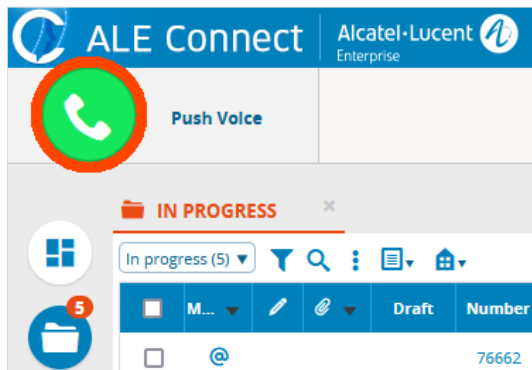 ALE Connect
Alcatel·Lucent
Enterprise
Push Voice
IN PROGRESS
In progress (5)
5
M...
Draft
Number
@
76662